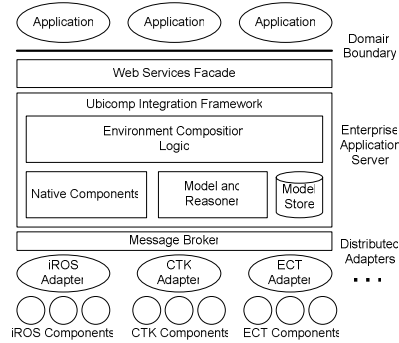 Application Application Application
Domain
Boundary
Web Services Facade
Ubicomp Integration Framework
Environment Composition
Logic
Enterprise
Application
Server
Native Components
Model and
Reasoner
Model
Store
Message Broker
Distributed
Adapters
iROS
Adapter
CTK
Adapter
ECT
Adapter
. . .
iROS Components CTK Components ECT Components